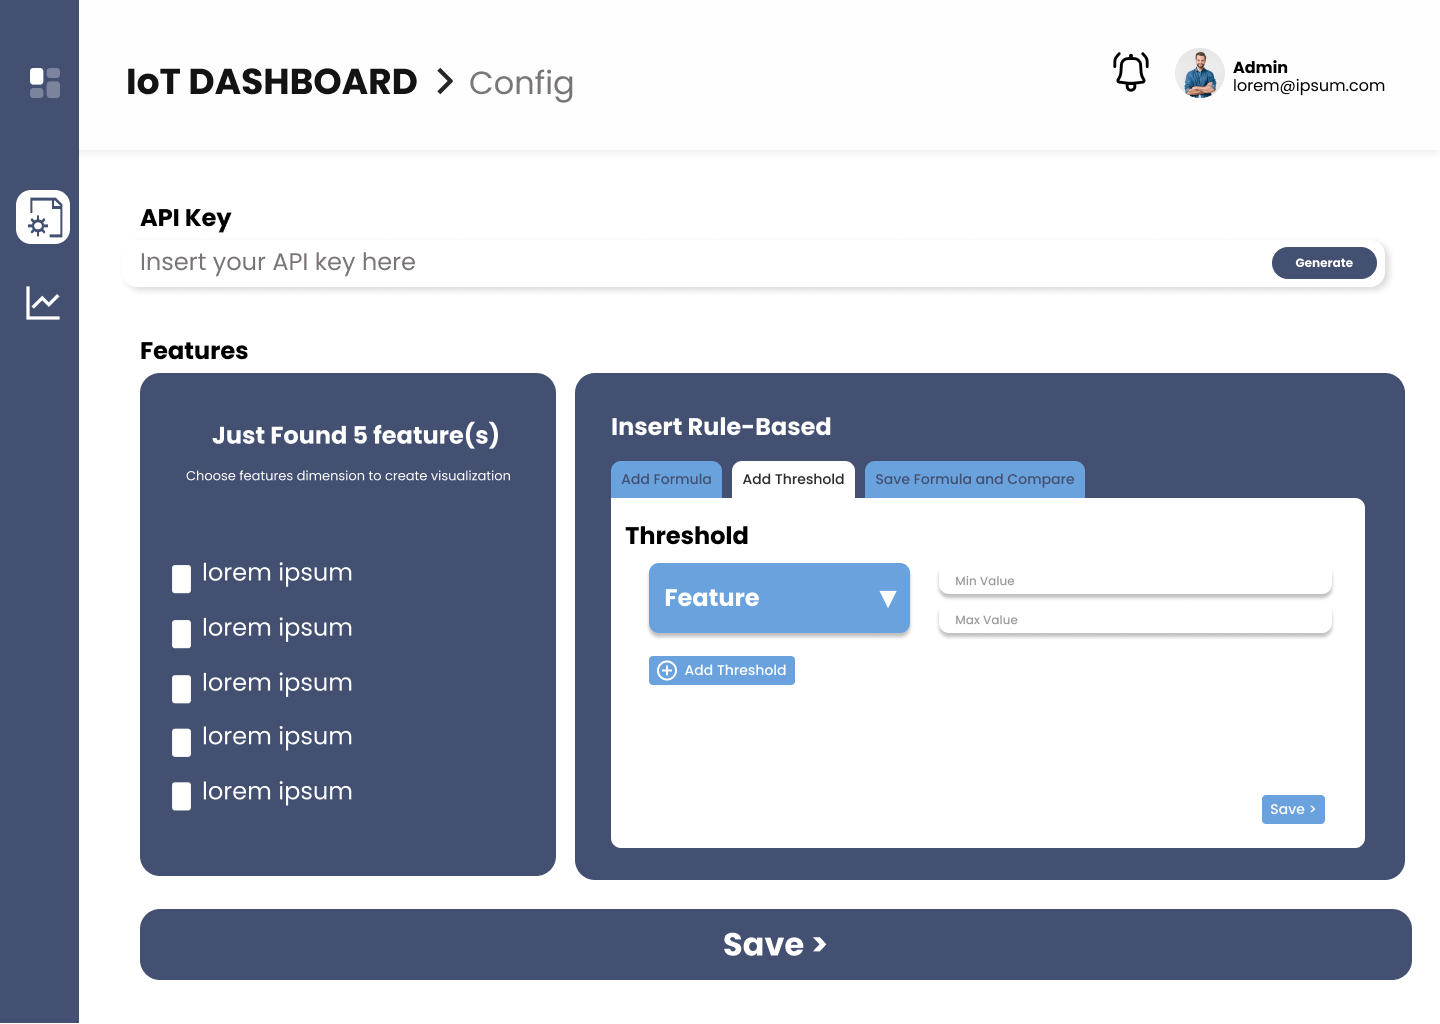 IoT DASHBOARD > Config
Admin
lorem@ipsum.com
API Key
Insert your API key here
Generate
Features
Just Found 5 feature(s)
Choose features dimension to create visualization
lorem ipsum
lorem ipsum
lorem ipsum
lorem ipsum
lorem ipsum
Insert Rule-Based
Add Formula
Add Threshold
Save Formula and Compare
Threshold
Feature
Min Value
Max Value
Add Threshold
Save >
Save >